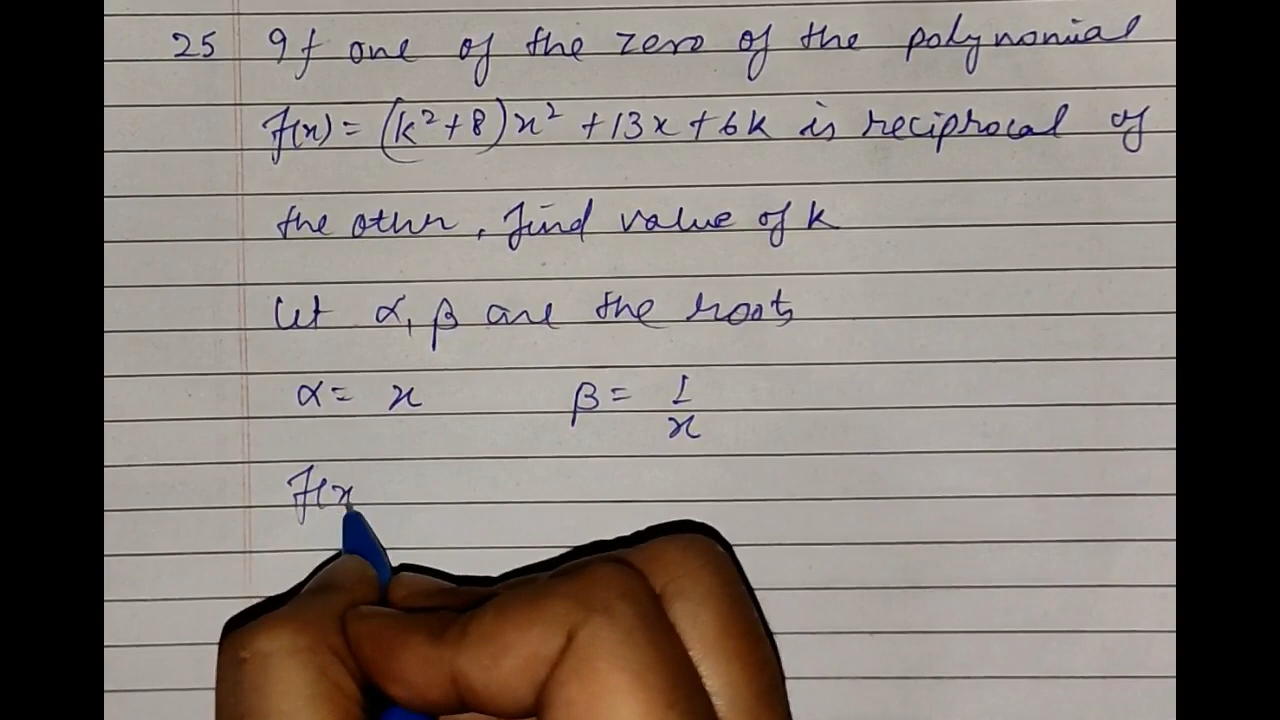 25 If one of the zero of the polynomial
f(x) = (k²+8)x² +13x+6k is reciprocal of
the other, find value of k
let α, β are the roots
α= x β= 1/x
f(x